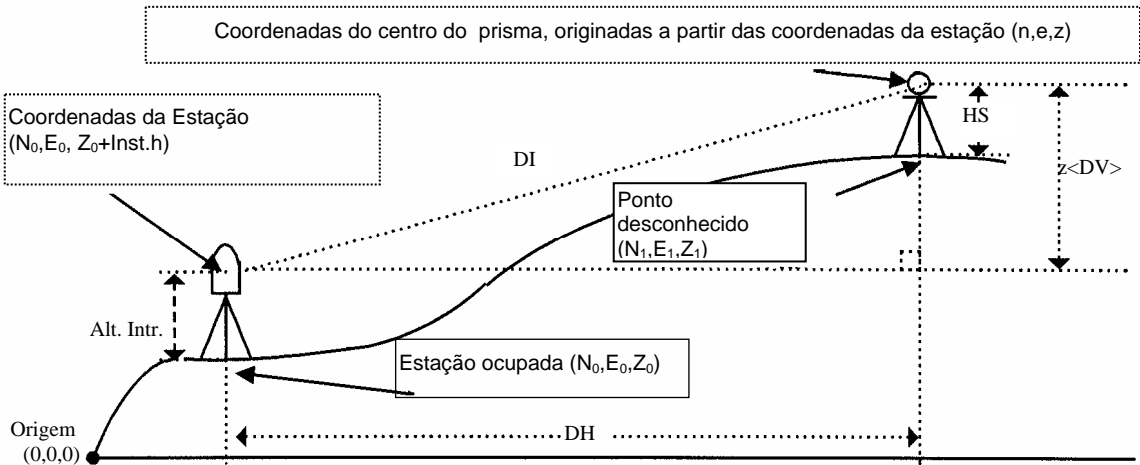 Coordenadas do centro do prisma, originadas a partir das coordenadas da estação (n,e,z)
Coordenadas da Estação
(N₀,E₀, Z₀+Inst.h)
HS
DI
z<DV>
Ponto
desconhecido
(N₁,E₁,Z₁)
Alt. Intr.
Estação ocupada (N₀,E₀,Z₀)
Origem
(0,0,0)
DH